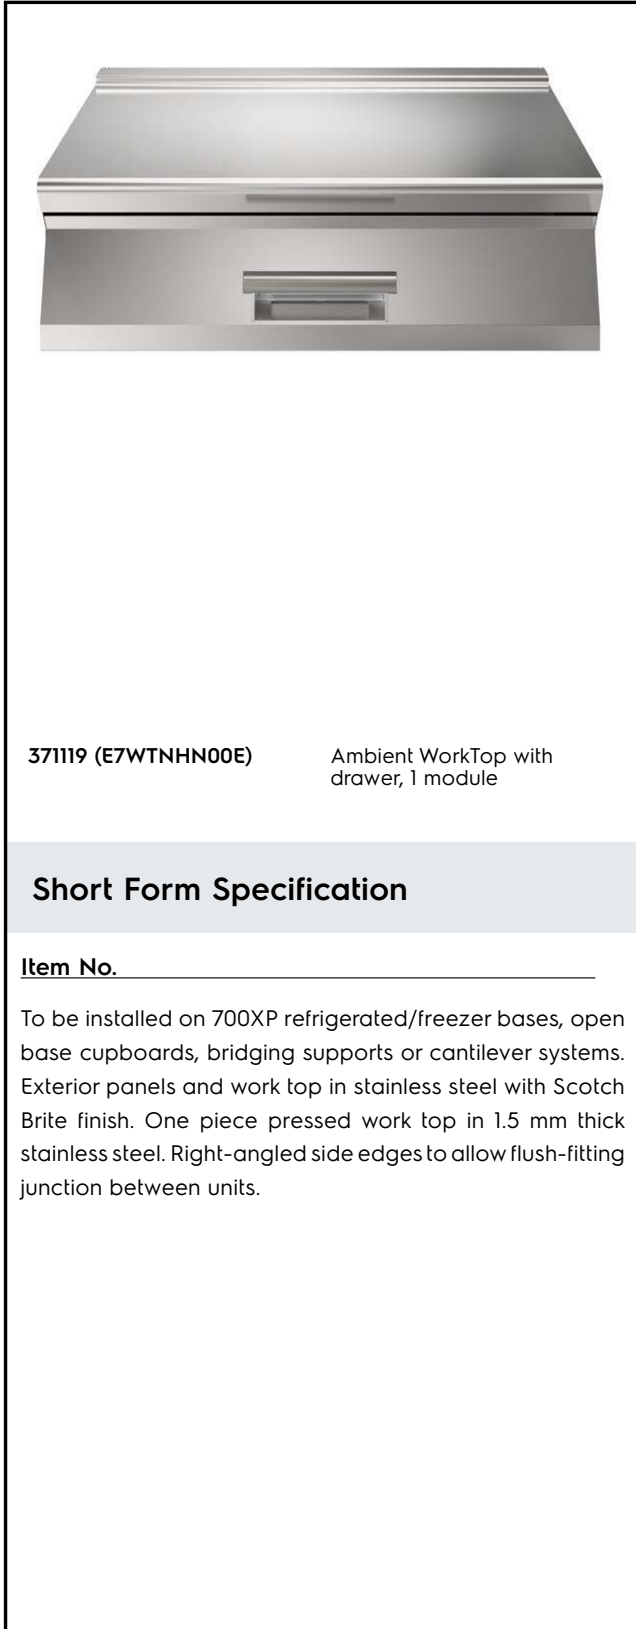 371119 (E7WTNHN00E)
Ambient WorkTop with
drawer, 1 module
Short Form Specification
Item No.
To be installed on 700XP refrigerated/freezer bases, open
base cupboards, bridging supports or cantilever systems.
Exterior panels and work top in stainless steel with Scotch
Brite finish. One piece pressed work top in 1.5 mm thick
stainless steel. Right-angled side edges to allow flush-fitting
junction between units.